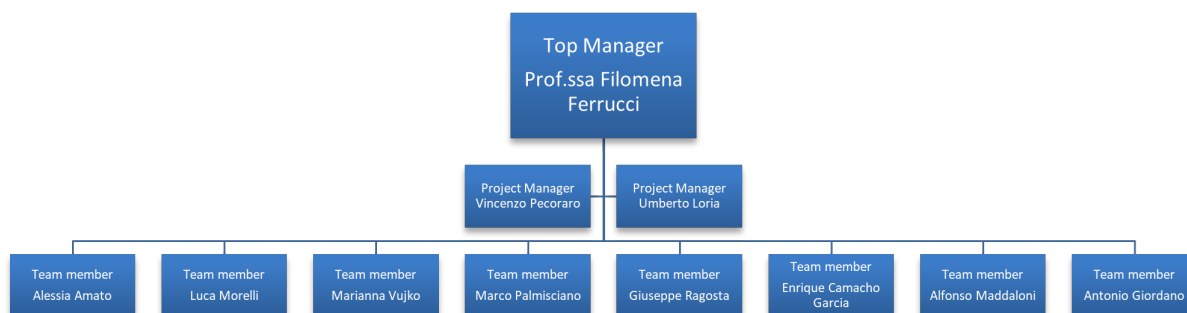 Top Manager
Prof.ssa Filomena
Ferrucci
Project Manager
Vincenzo Pecoraro
Project Manager
Umberto Loria
Team member
Alessia Amato
Team member
Luca Morelli
Team member
Marianna Vujko
Team member
Marco Palmisciano
Team member
Giuseppe Ragosta
Team member
Enrique Camacho
Garcia
Team member
Alfonso Maddaloni
Team member
Antonio Giordano